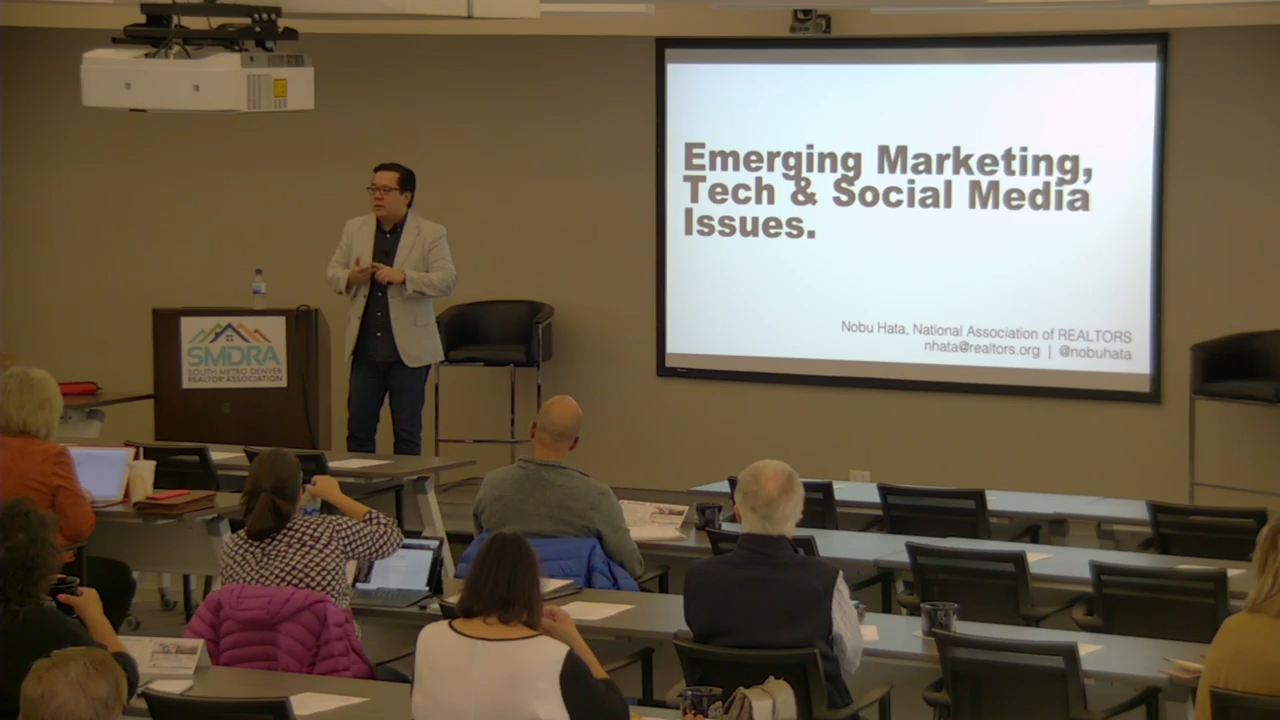 Emerging Marketing,
Tech & Social Media
Issues.
Nobu Hata, National Association of REALTORS
nhata@realtors.org | @nobuhata
SMDRA
SOUTH METRO DENVER
REALTOR® ASSOCIATION